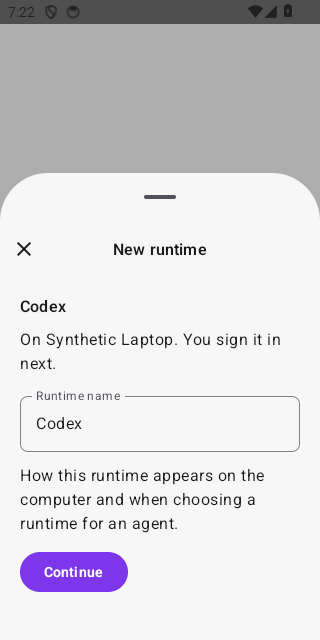 7:22
New runtime
Codex
On Synthetic Laptop. You sign it in
next.
Runtime name
Codex
How this runtime appears on the
computer and when choosing a
runtime for an agent.
Continue